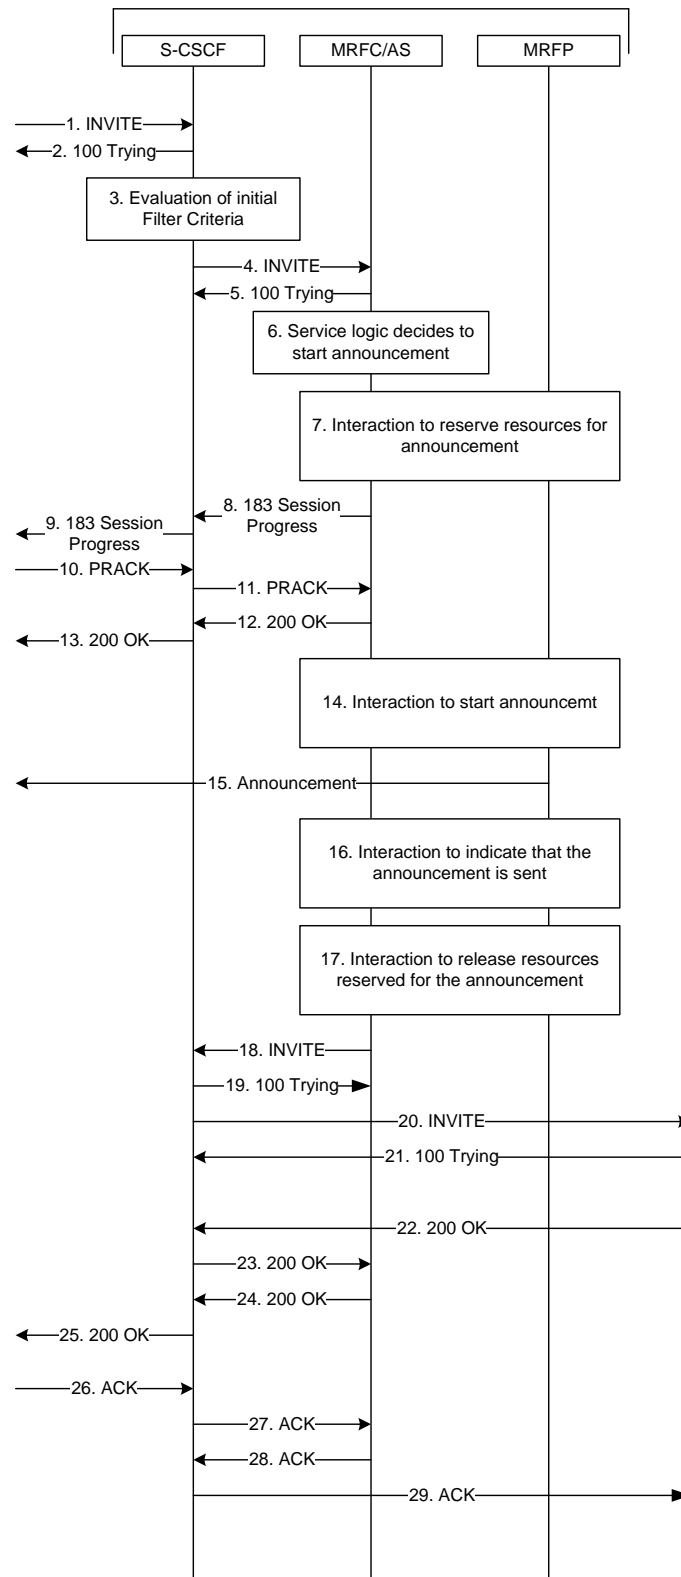 S-CSCF
MRFC/AS
MRFP
1. INVITE
2. 100 Trying
3. Evaluation of initial
Filter Criteria
4. INVITE
5. 100 Trying
6. Service logic decides to
start announcement
7. Interaction to reserve resources for
announcement
8. 183 Session
Progress
9. 183 Session
Progress
10. PRACK
11. PRACK
12. 200 OK
13. 200 OK
14. Interaction to start announcemt
15. Announcement
16. Interaction to indicate that the
announcement is sent
17. Interaction to release resources
reserved for the announcement
18. INVITE
19. 100 Trying
20. INVITE
21. 100 Trying
22. 200 OK
23. 200 OK
24. 200 OK
25. 200 OK
26. ACK
27. ACK
28. ACK
29. ACK